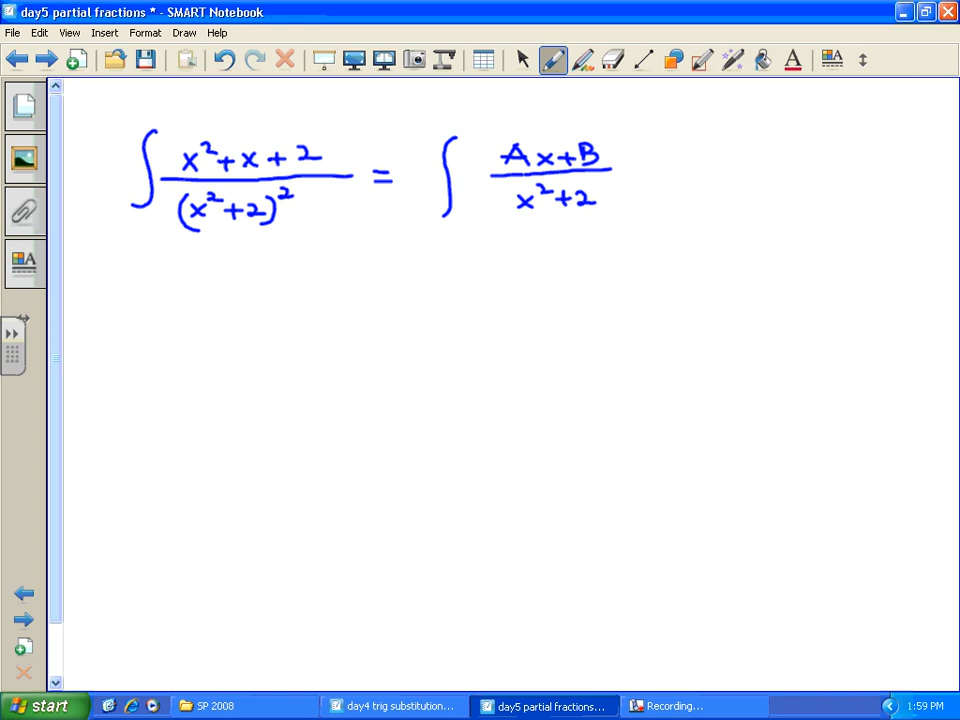 day5 partial fractions * - SMART Notebook
File Edit View Insert Format Draw Help
∫ x²+x+2 / (x²+2)² = ∫ Ax+B / x²+2
start SP 2008 day4 trig substitution... day5 partial fractions... Recording... 1:59 PM